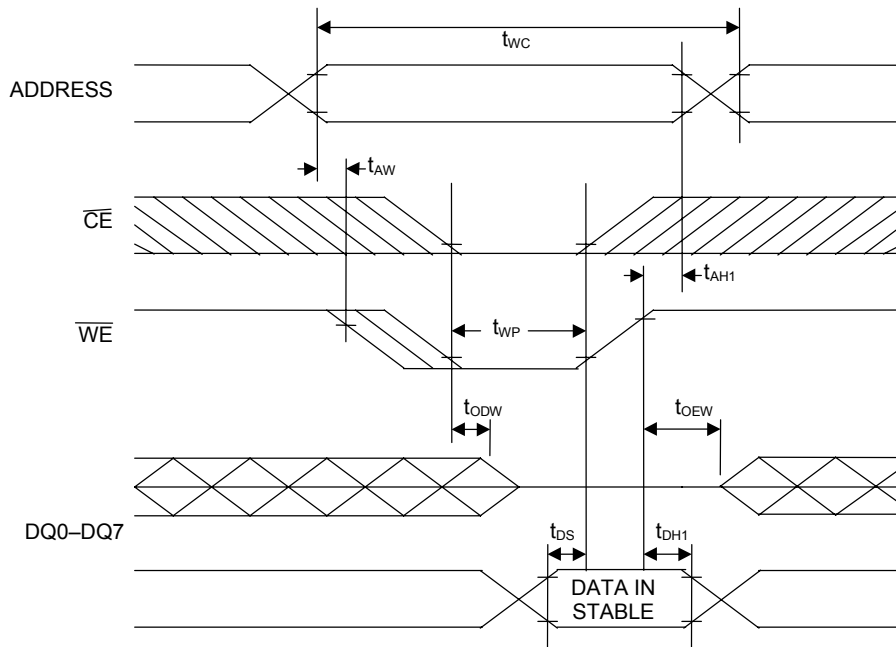 tWC
ADDRESS
tAW
CE
tAH1
WE
tWP
tODW
tOEW
DQ0–DQ7
tDS
tDH1
DATA IN
STABLE